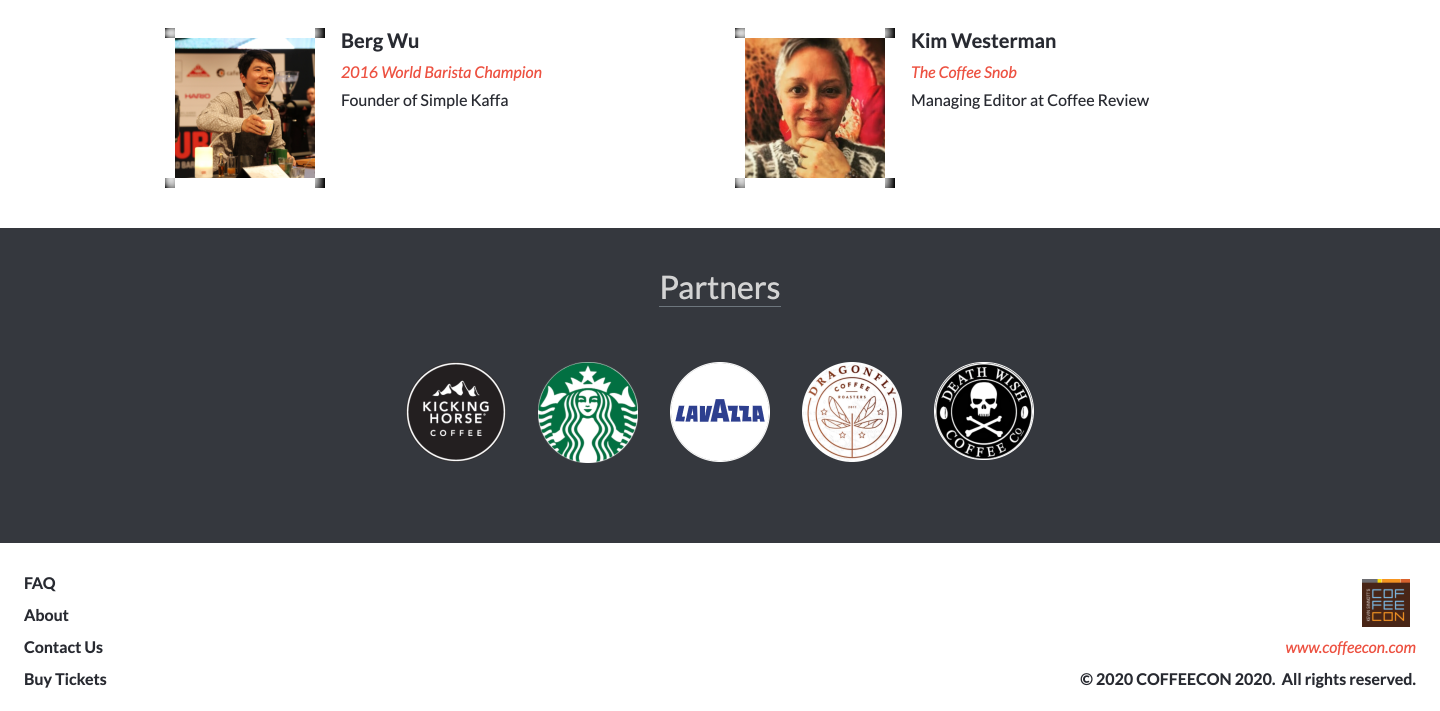 Berg Wu
2016 World Barista Champion
Founder of Simple Kaffa
HARIO
Kim Westerman
The Coffee Snob
Managing Editor at Coffee Review
Partners
KICKING
HORSE
COFFEE
LAVAZZA
DRAGONFLY
COFFEE
ROASTERS
DEATH WISH
COFFEE Co
FAQ
About
Contact Us
Buy Tickets
COF
FEE
CON
www.coffeecon.com
© 2020 COFFEECON 2020. All rights reserved.